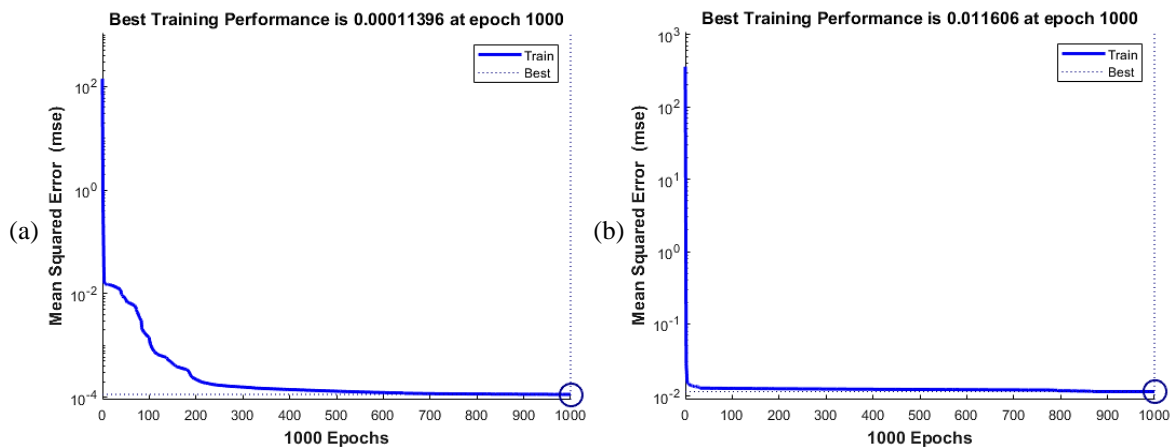 Best Training Performance is 0.00011396 at epoch 1000
Train
Best
10^2
10^0
10^-2
10^-4
Mean Squared Error (mse)
(a)
0 100 200 300 400 500 600 700 800 900 1000
1000 Epochs
Best Training Performance is 0.011606 at epoch 1000
Train
Best
10^3
10^2
10^1
10^0
10^-1
10^-2
Mean Squared Error (mse)
(b)
0 100 200 300 400 500 600 700 800 900 1000
1000 Epochs